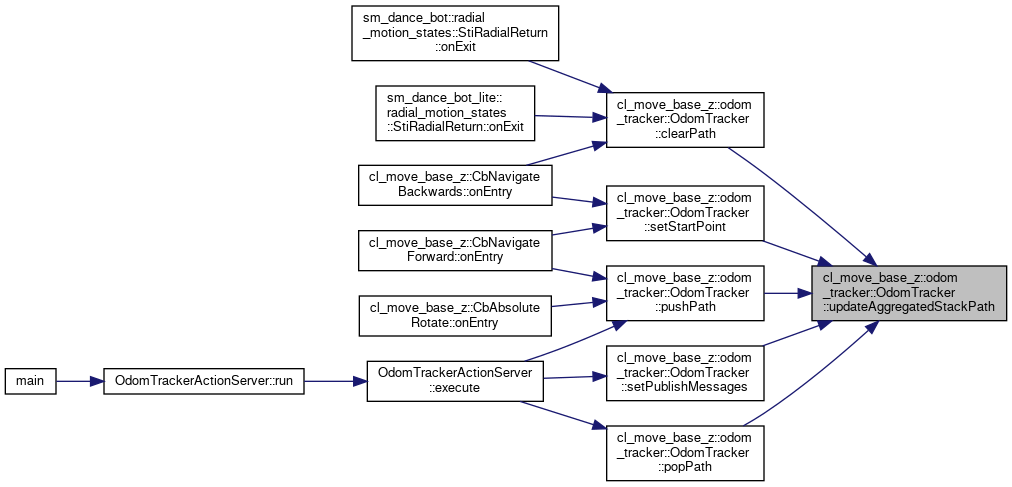 sm_dance_bot::radial
_motion_states::StiRadialReturn
::onExit
sm_dance_bot_lite::
radial_motion_states
::StiRadialReturn::onExit
cl_move_base_z::CbNavigate
Backwards::onEntry
cl_move_base_z::CbNavigate
Forward::onEntry
cl_move_base_z::CbAbsolute
Rotate::onEntry
main
OdomTrackerActionServer::run
OdomTrackerActionServer
::execute
cl_move_base_z::odom
_tracker::OdomTracker
::clearPath
cl_move_base_z::odom
_tracker::OdomTracker
::setStartPoint
cl_move_base_z::odom
_tracker::OdomTracker
::pushPath
cl_move_base_z::odom
_tracker::OdomTracker
::setPublishMessages
cl_move_base_z::odom
_tracker::OdomTracker
::popPath
cl_move_base_z::odom
_tracker::OdomTracker
::updateAggregatedStackPath